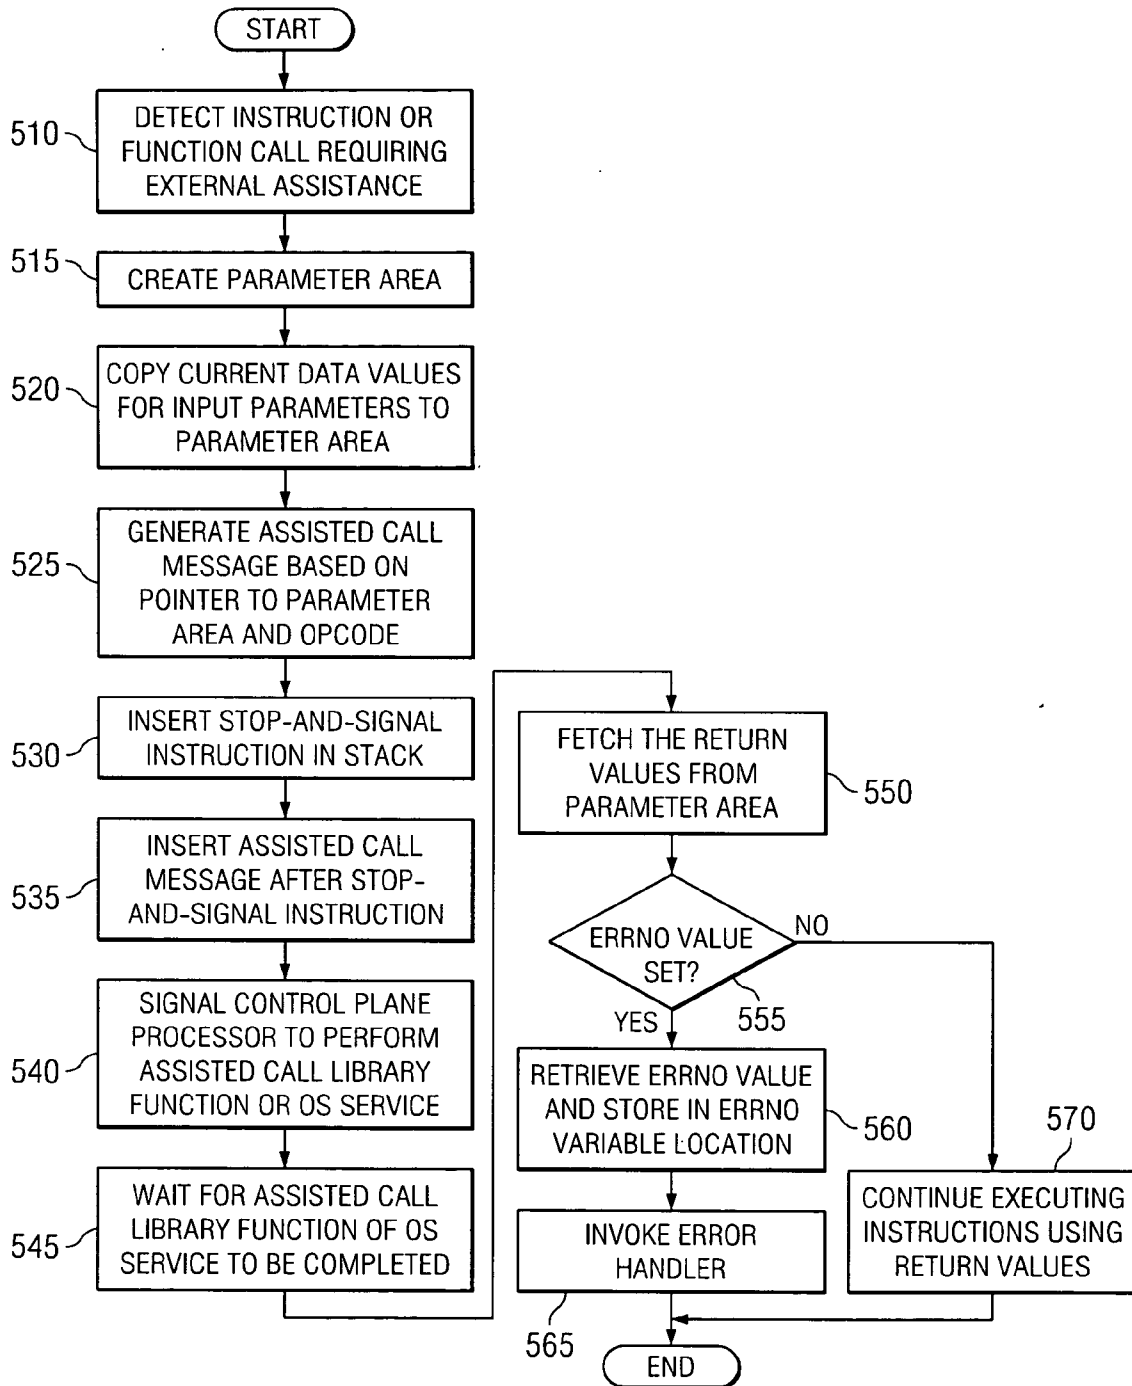 START
510
DETECT INSTRUCTION OR
FUNCTION CALL REQUIRING
EXTERNAL ASSISTANCE
515
CREATE PARAMETER AREA
520
COPY CURRENT DATA VALUES
FOR INPUT PARAMETERS TO
PARAMETER AREA
525
GENERATE ASSISTED CALL
MESSAGE BASED ON
POINTER TO PARAMETER
AREA AND OPCODE
530
INSERT STOP-AND-SIGNAL
INSTRUCTION IN STACK
535
INSERT ASSISTED CALL
MESSAGE AFTER STOP-
AND-SIGNAL INSTRUCTION
540
SIGNAL CONTROL PLANE
PROCESSOR TO PERFORM
ASSISTED CALL LIBRARY
FUNCTION OR OS SERVICE
545
WAIT FOR ASSISTED CALL
LIBRARY FUNCTION OF OS
SERVICE TO BE COMPLETED
FETCH THE RETURN
VALUES FROM
PARAMETER AREA
550
ERRNO VALUE
SET?
NO
555
YES
RETRIEVE ERRNO VALUE
AND STORE IN ERRNO
VARIABLE LOCATION
560
INVOKE ERROR
HANDLER
565
570
CONTINUE EXECUTING
INSTRUCTIONS USING
RETURN VALUES
END